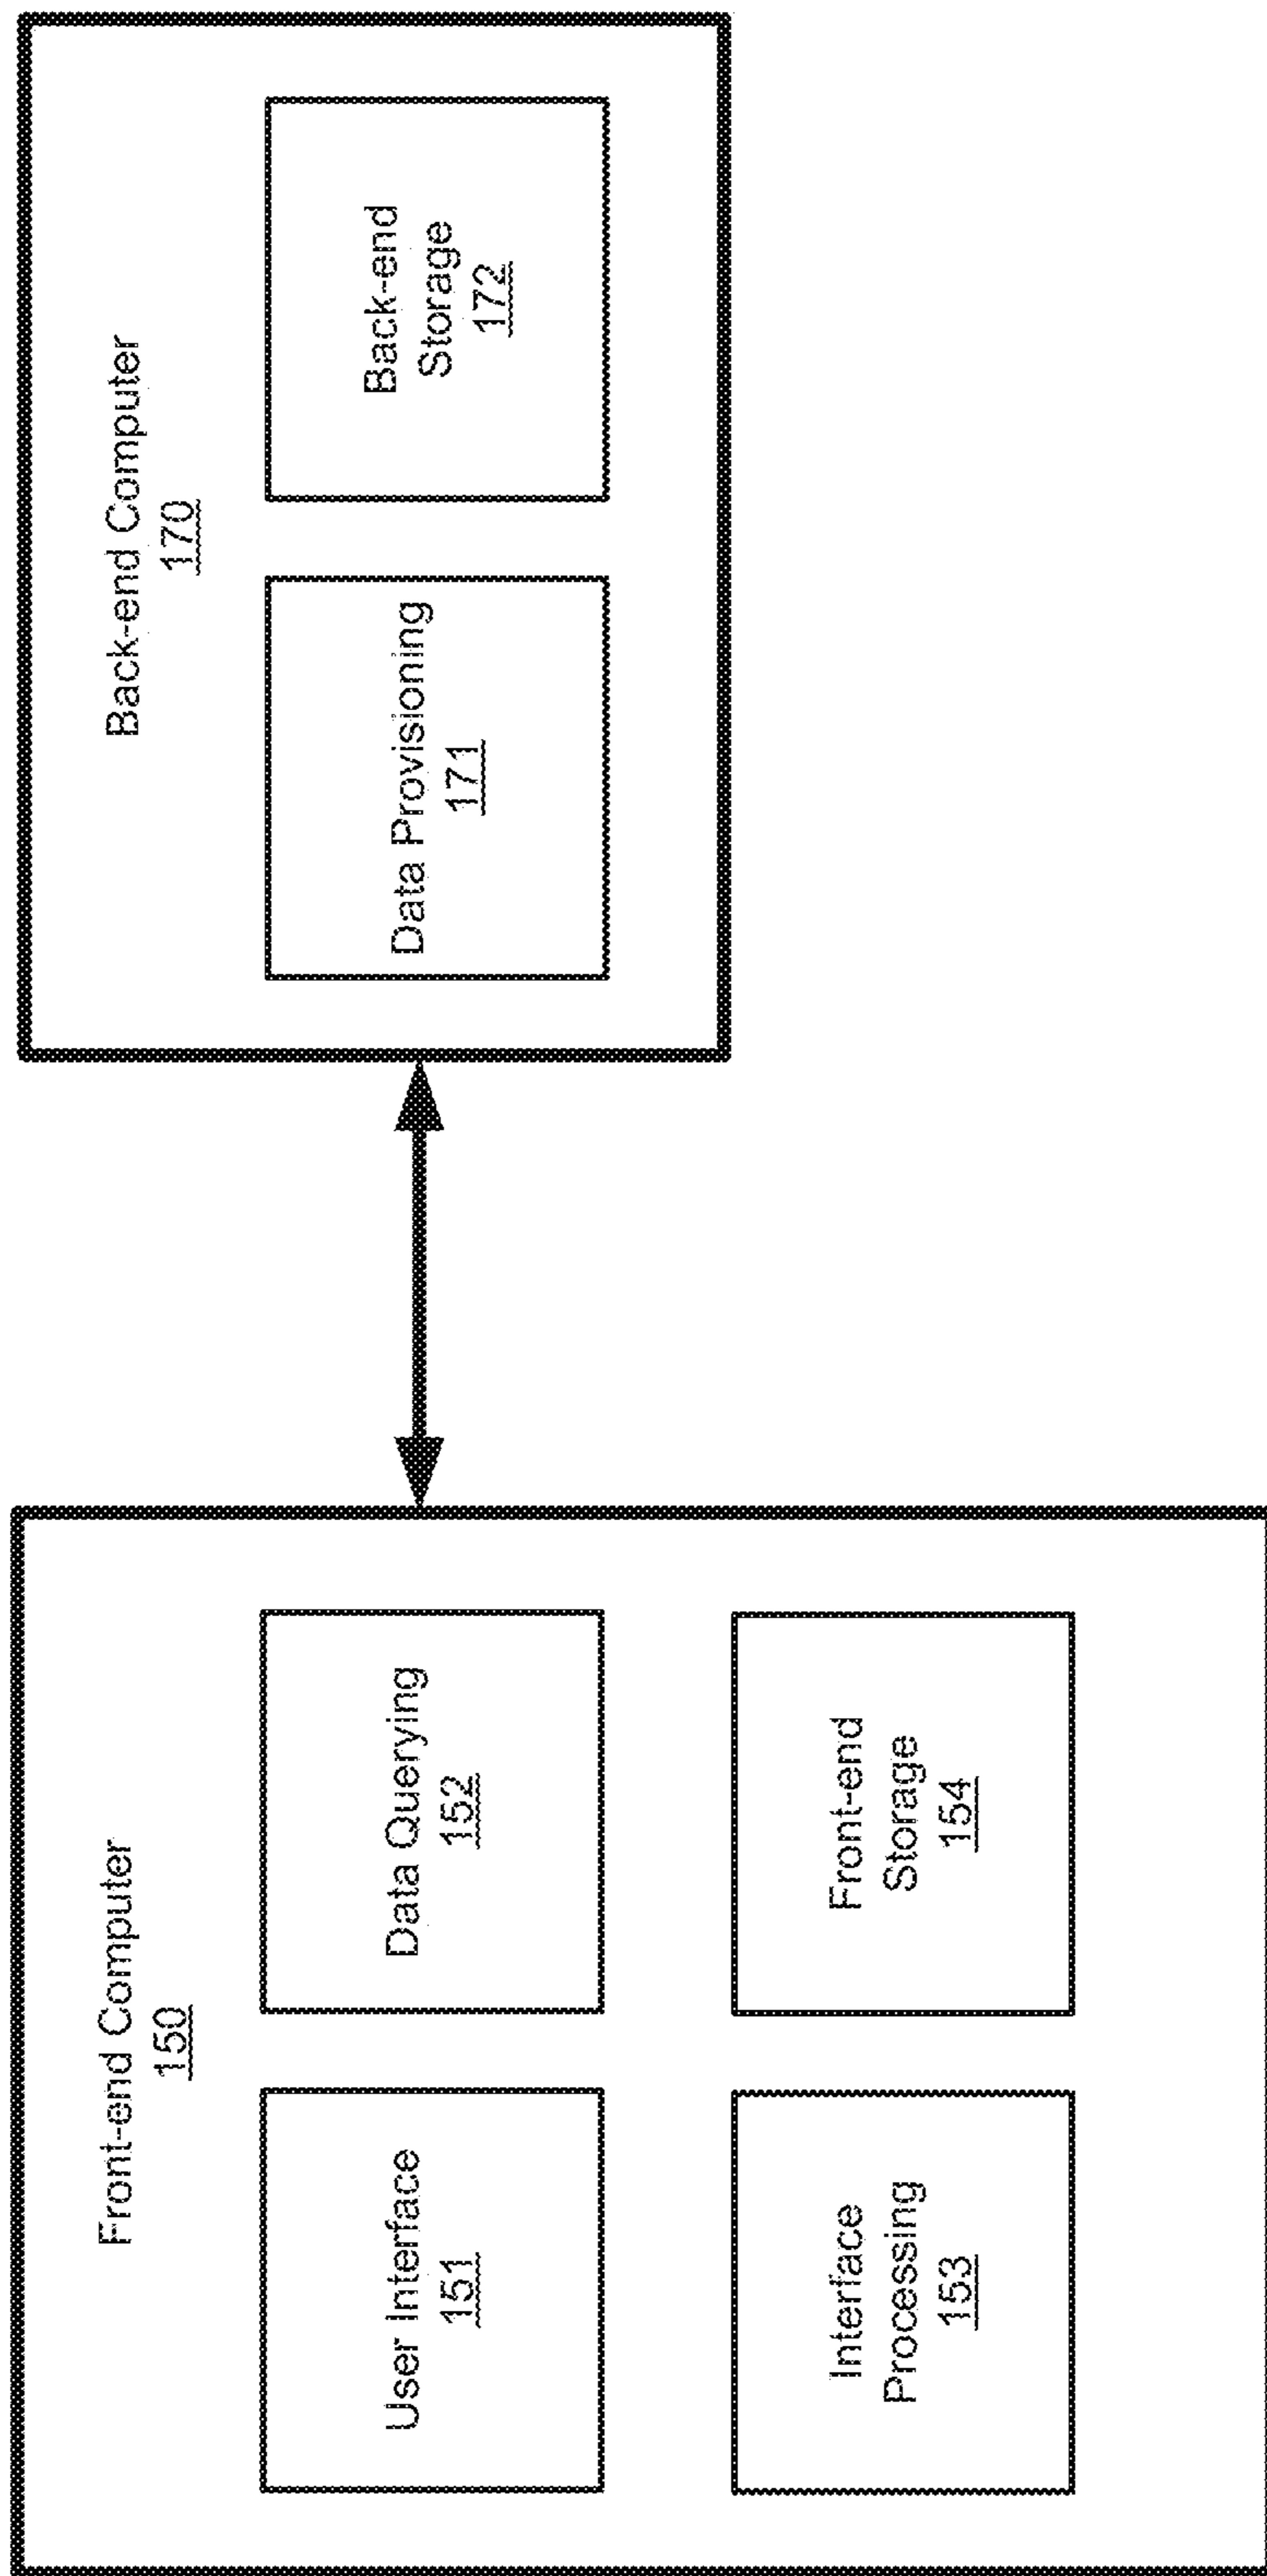 Front-end Computer
150
User Interface
151
Data Querying
152
Interface
Processing
153
Front-end
Storage
154
Back-end Computer
170
Data Provisioning
171
Back-end
Storage
172